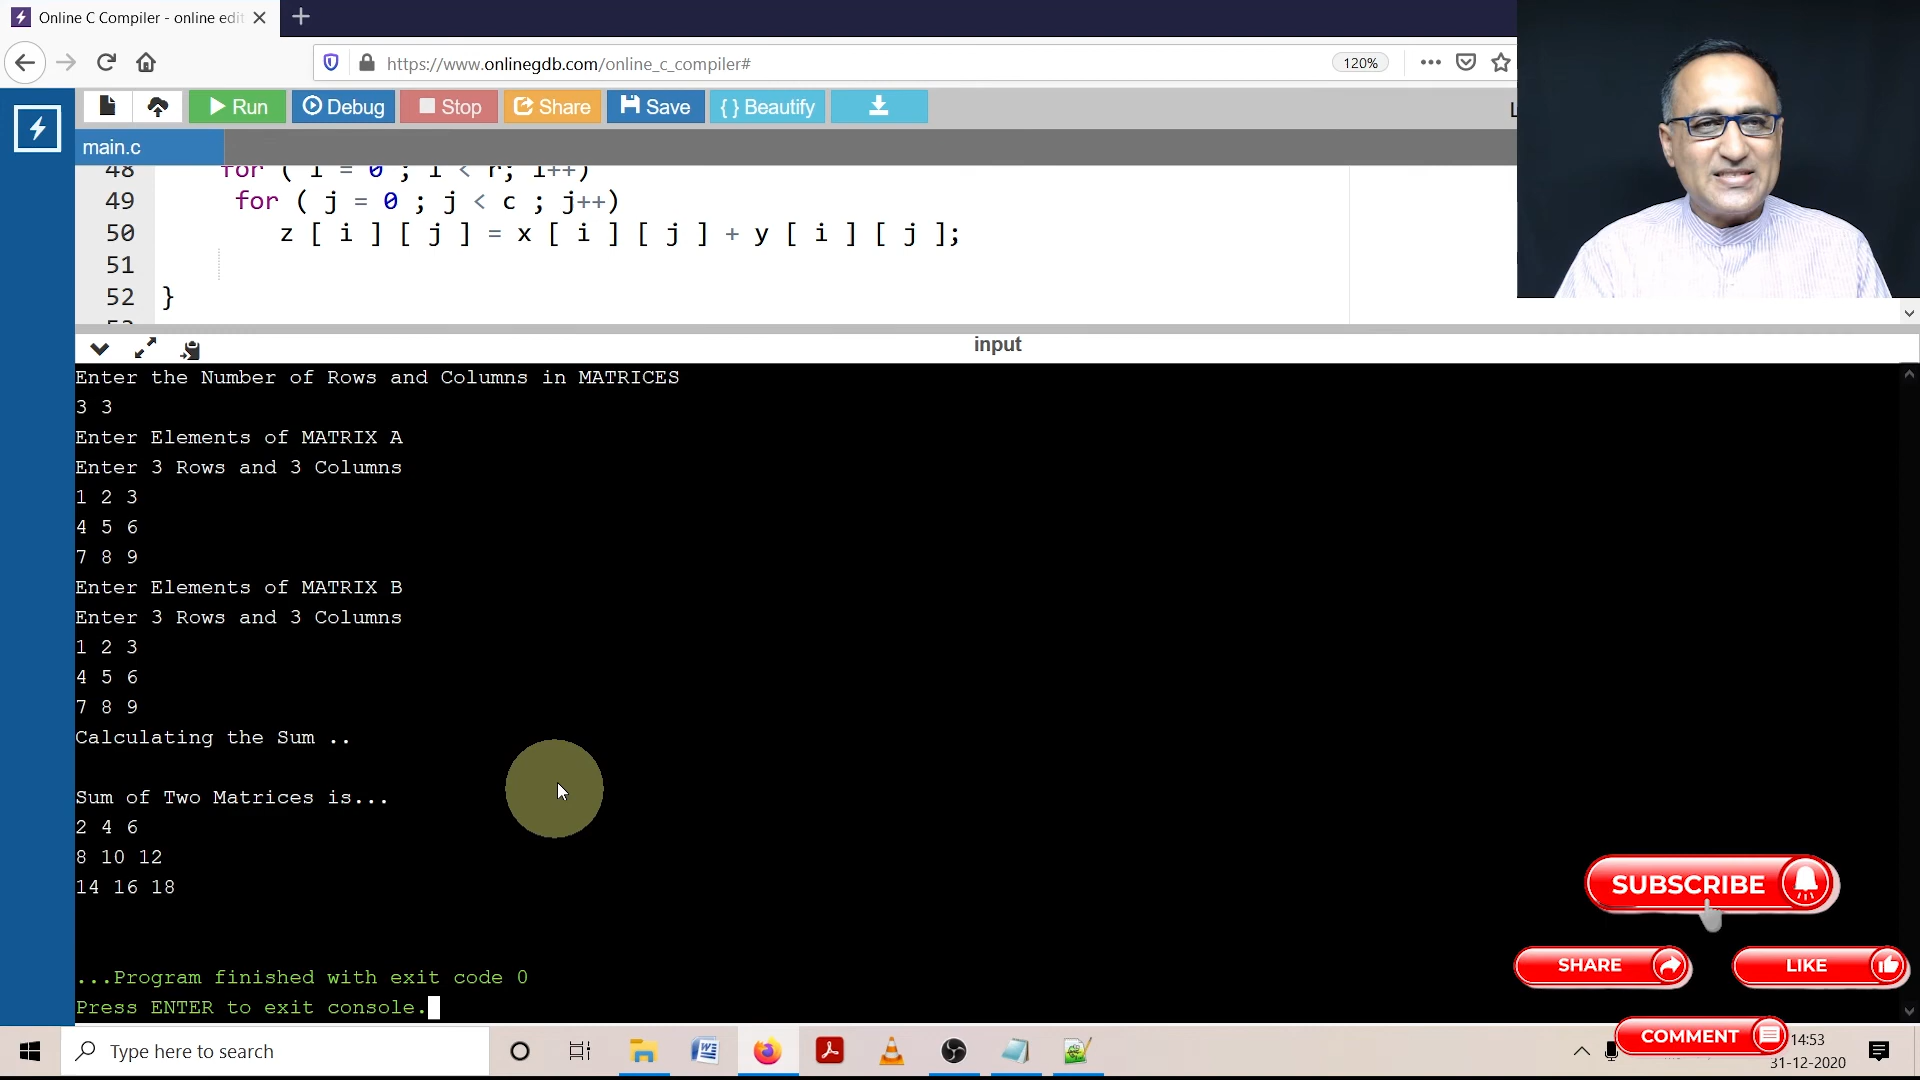 Online C Compiler - online edit
https://www.onlinegdb.com/online_c_compiler#
120%
Run
Debug
Stop
Share
Save
{ } Beautify
main.c
48 for ( i = 0 ; i < r; i++)
49 for ( j = 0 ; j < c ; j++)
50 z [ i ] [ j ] = x [ i ] [ j ] + y [ i ] [ j ];
51
52 }
input
Enter the Number of Rows and Columns in MATRICES
3 3
Enter Elements of MATRIX A
Enter 3 Rows and 3 Columns
1 2 3
4 5 6
7 8 9
Enter Elements of MATRIX B
Enter 3 Rows and 3 Columns
1 2 3
4 5 6
7 8 9
Calculating the Sum ..
Sum of Two Matrices is...
2 4 6
8 10 12
14 16 18
...Program finished with exit code 0
Press ENTER to exit console.
SUBSCRIBE
SHARE
LIKE
COMMENT
Type here to search
14:53
31-12-2020